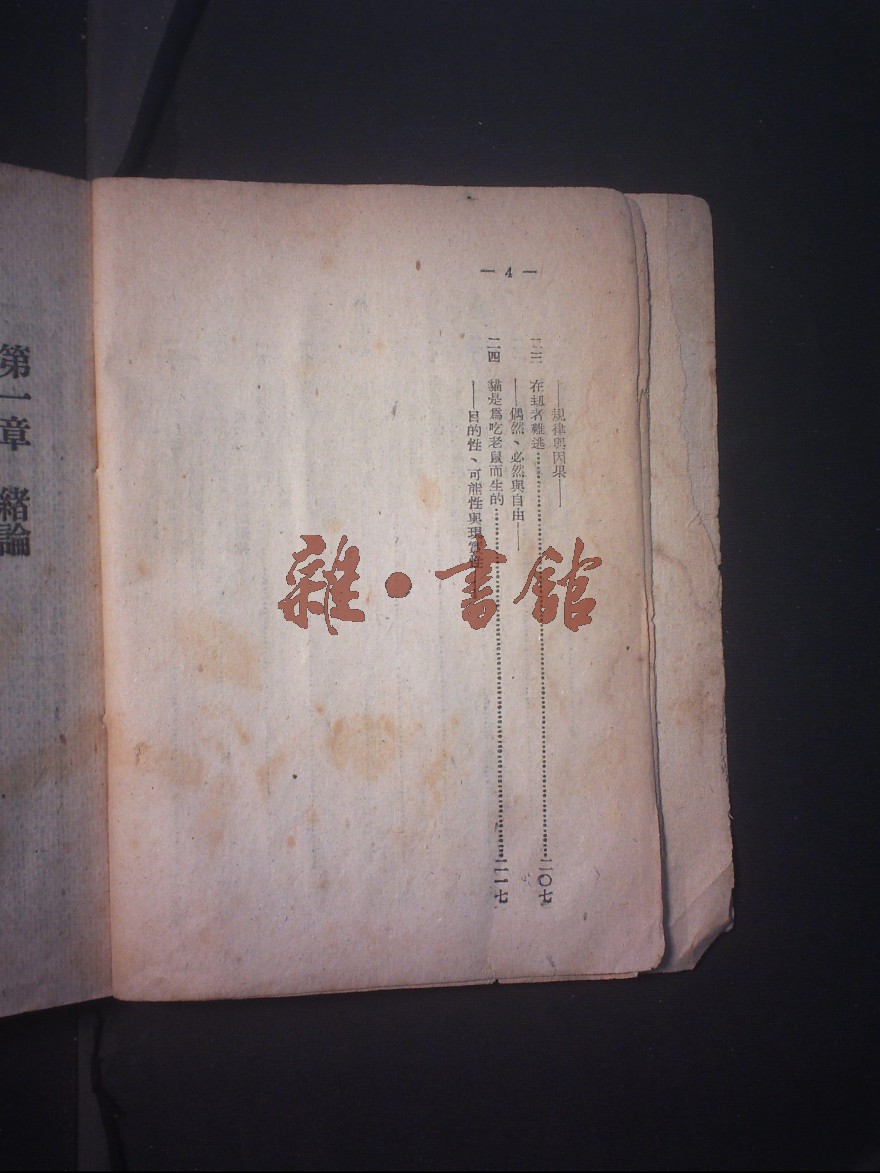 — 4 —
——規律與因果——
二三 在劫者難逃……二〇七
——偶然、必然與自由——
二四 貓是爲吃老鼠而生的……二一七
——目的性、可能性與現實性
第一章 緒論
雜·書館